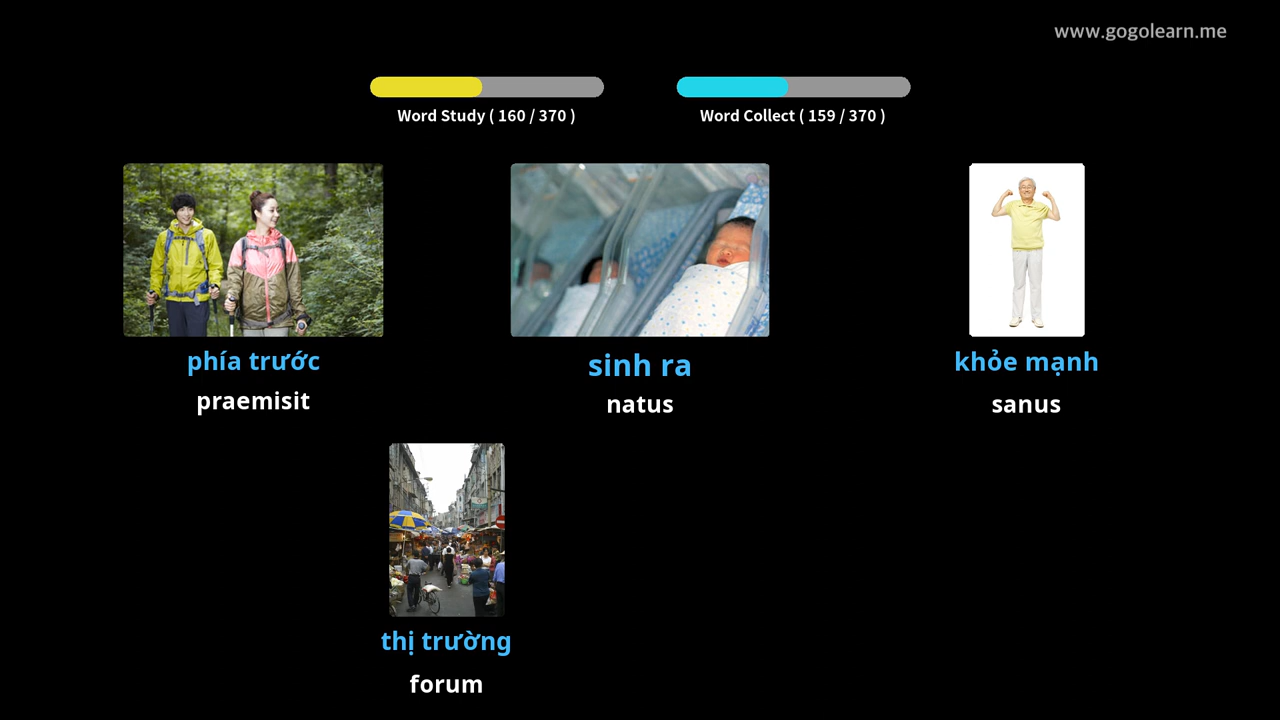 www.gogolearn.me
Word Study ( 160 / 370 )
Word Collect ( 159 / 370 )
phía trước
praemisit
sinh ra
natus
khỏe mạnh
sanus
thị trường
forum